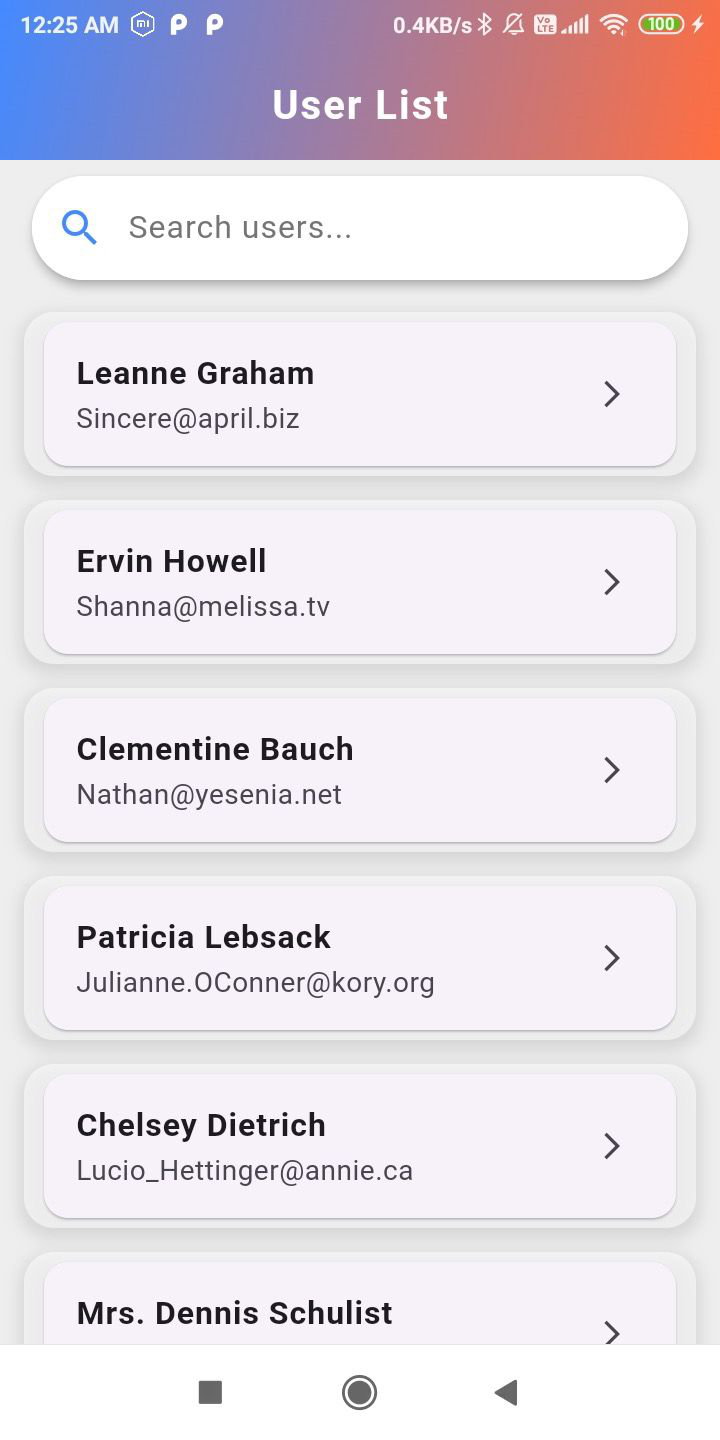 12:25 AM 0.4KB/s Vo LTE 100
User List
Search users...
Leanne Graham
Sincere@april.biz
Ervin Howell
Shanna@melissa.tv
Clementine Bauch
Nathan@yesenia.net
Patricia Lebsack
Julianne.OConner@kory.org
Chelsey Dietrich
Lucio_Hettinger@annie.ca
Mrs. Dennis Schulist